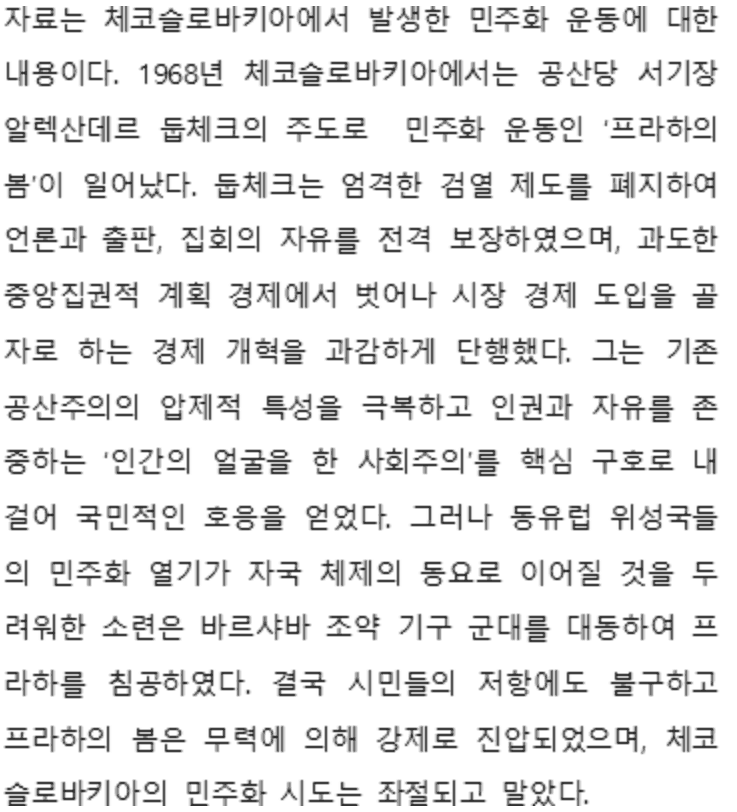 자료는 체코슬로바키아에서 발생한 민주화 운동에 대한
내용이다. 1968년 체코슬로바키아에서는 공산당 서기장
알렉산데르 둡체크의 주도로 민주화 운동인 '프라하의
봄'이 일어났다. 둡체크는 엄격한 검열 제도를 폐지하여
언론과 출판, 집회의 자유를 전격 보장하였으며, 과도한
중앙집권적 계획 경제에서 벗어나 시장 경제 도입을 골
자로 하는 경제 개혁을 과감하게 단행했다. 그는 기존
공산주의의 압제적 특성을 극복하고 인권과 자유를 존
중하는 '인간의 얼굴을 한 사회주의'를 핵심 구호로 내
걸어 국민적인 호응을 얻었다. 그러나 동유럽 위성국들
의 민주화 열기가 자국 체제의 동요로 이어질 것을 두
려워한 소련은 바르샤바 조약 기구 군대를 대동하여 프
라하를 침공하였다. 결국 시민들의 저항에도 불구하고
프라하의 봄은 무력에 의해 강제로 진압되었으며, 체코
슬로바키아의 민주화 시도는 좌절되고 말았다.